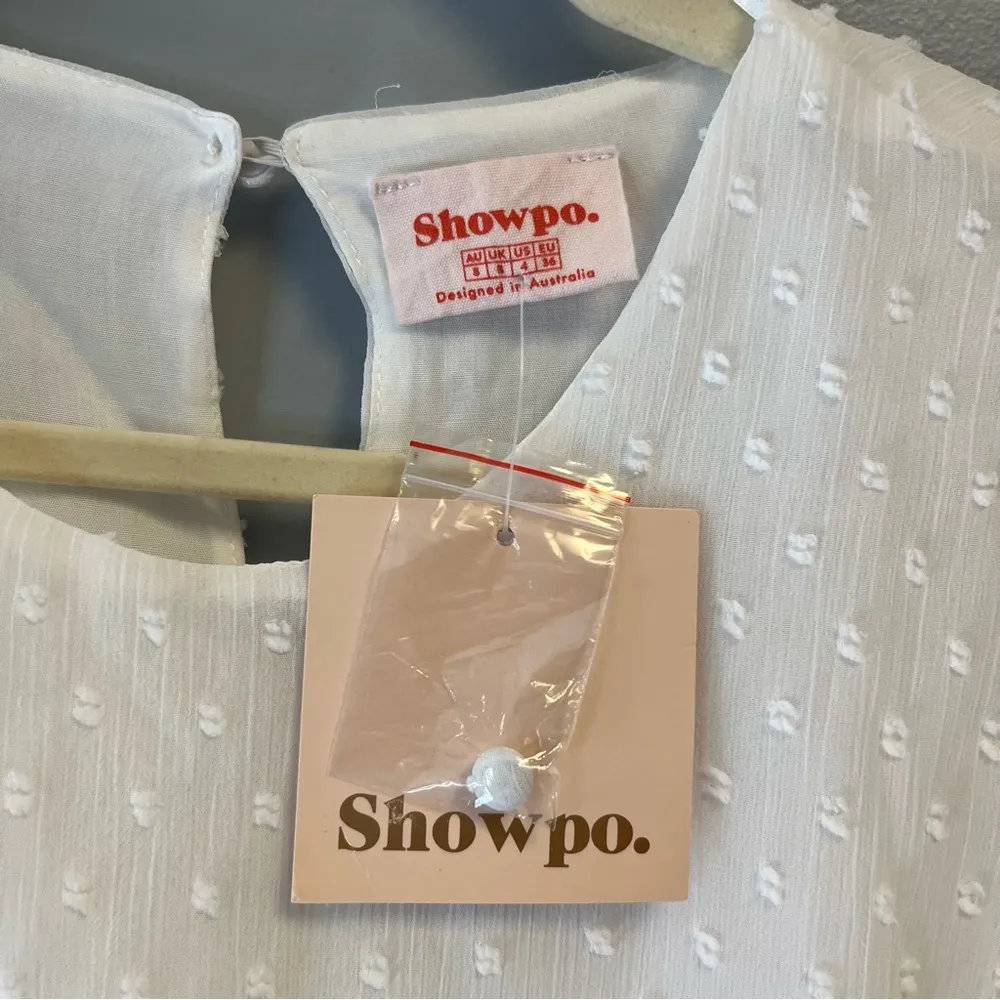 Showpo.
AU UK US EU
8 8 4 36
Designed in Australia
Showpo.